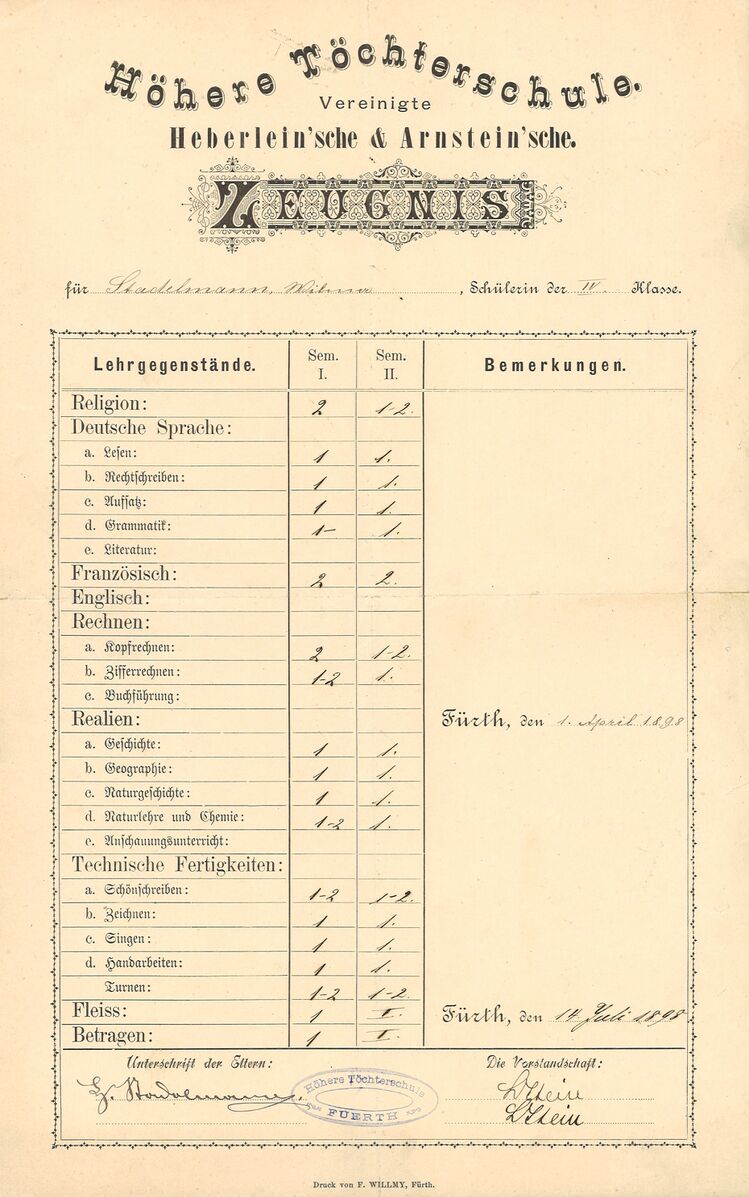 Höhere Töchterschule.
Vereinigte
Heberlein'sche & Arnstein'sche.
ZEUGNIS
für Stadelmann, Wilma, Schülerin der IV. Klasse.
Lehrgegenstände. Sem. I. Sem. II. Bemerkungen.
Religion: 2 1-2.
Deutsche Sprache:
a. Lesen: 1 1.
b. Rechtschreiben: 1 1.
c. Aufsatz: 1 1.
d. Grammatik: 1- 1.
e. Literatur:
Französisch: 2 2.
Englisch:
Rechnen:
a. Kopfrechnen: 2 1-2.
b. Zifferrechnen: 1-2 1.
c. Buchführung:
Realien: Fürth, den 1. April 1898
a. Geschichte: 1 1.
b. Geographie: 1 1.
c. Naturgeschichte: 1 1.
d. Naturlehre und Chemie: 1-2 1.
e. Anschauungsunterricht:
Technische Fertigkeiten:
a. Schönschreiben: 1-2 1-2.
b. Zeichnen: 1 1.
c. Singen: 1 1.
d. Handarbeiten: 1 1.
Turnen: 1-2 1-2.
Fleiss: 1 I. Fürth, den 14. Juli 1898
Betragen: 1 I.
Unterschrift der Eltern: Die Vorstandschaft:
Stadelmann. Höhere Töchterschule FUERTH DStein
DStein
Druck von F. WILLMY, Fürth.